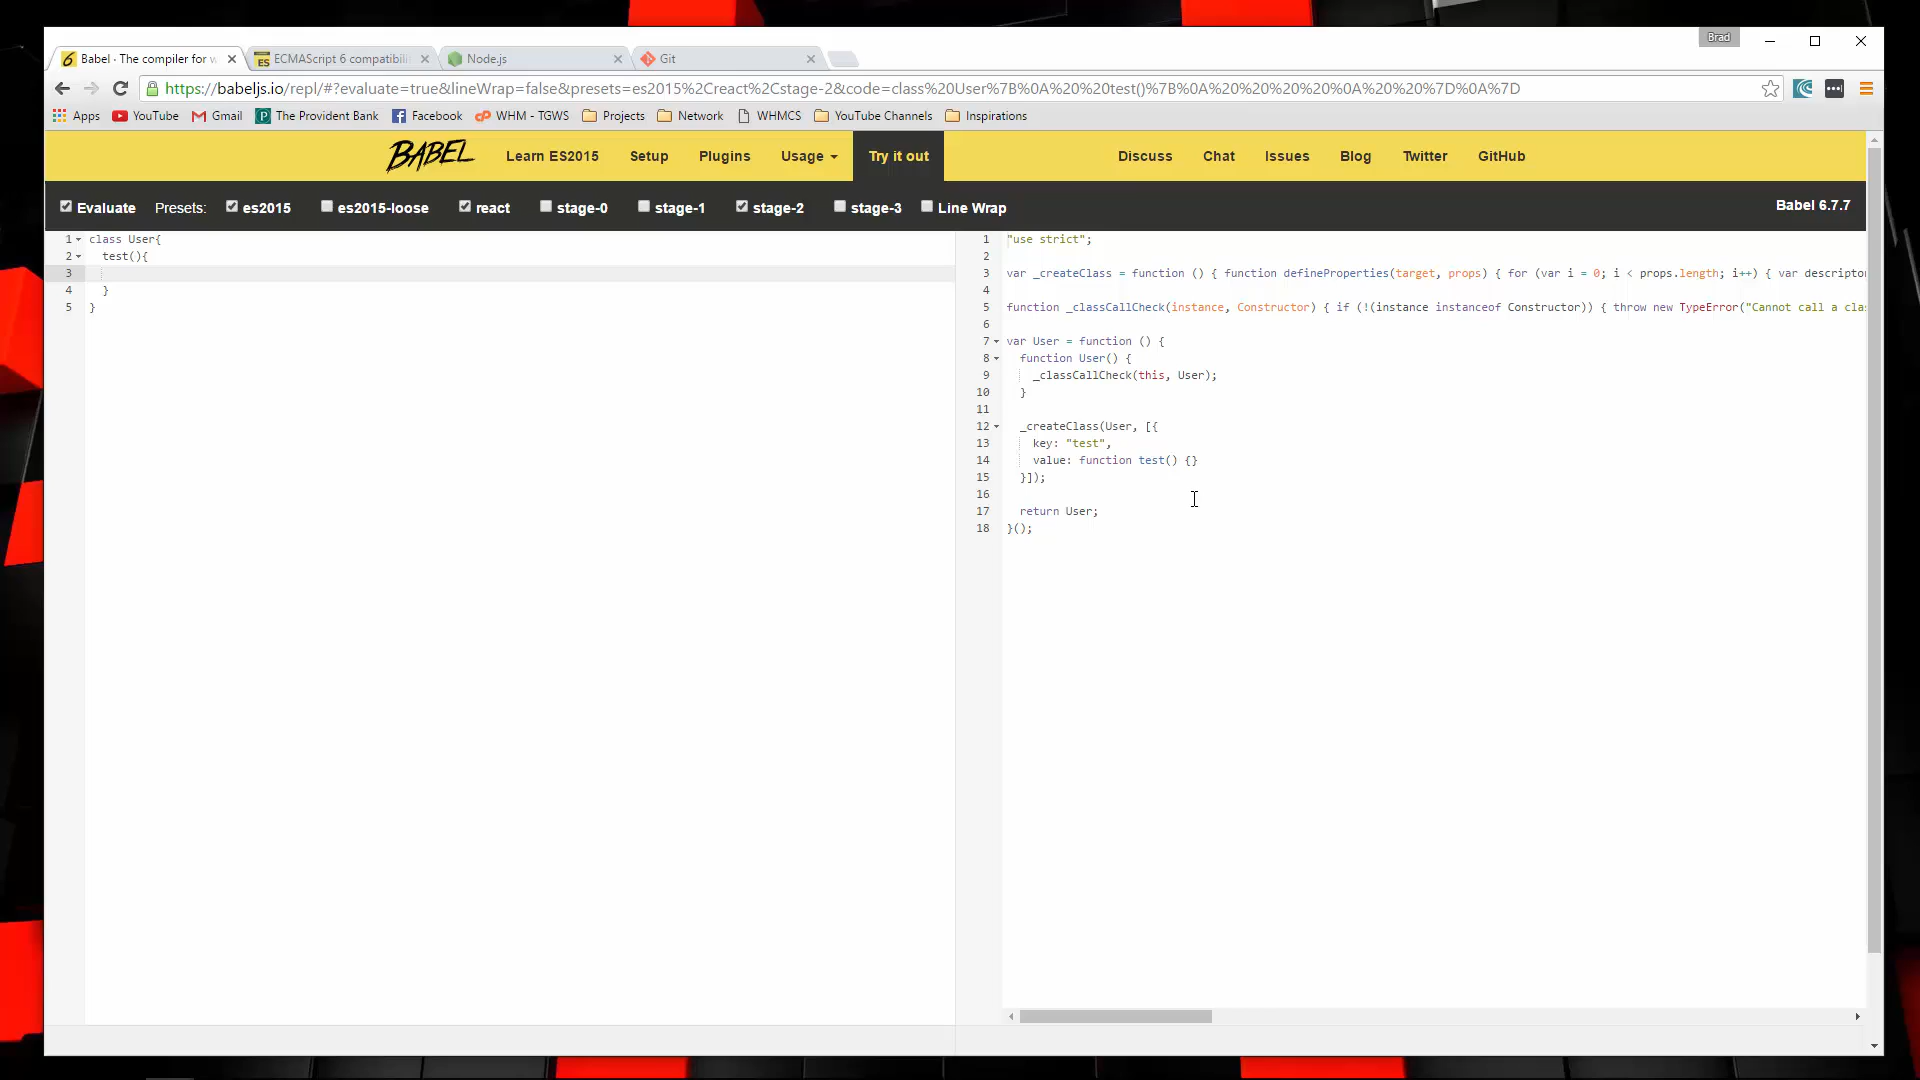 Brad
Babel - The compiler for w
ECMAScript 6 compatibili
Node.js
Git
https://babeljs.io/repl/#?evaluate=true&lineWrap=false&presets=es2015%2Creact%2Cstage-2&code=class%20User%7B%0A%20%20test()%7B%0A%20%20%20%20%0A%20%20%7D%0A%7D
Apps YouTube Gmail The Provident Bank Facebook WHM - TGWS Projects Network WHMCS YouTube Channels Inspirations
BABEL Learn ES2015 Setup Plugins Usage Try it out Discuss Chat Issues Blog Twitter GitHub
Evaluate Presets: es2015 es2015-loose react stage-0 stage-1 stage-2 stage-3 Line Wrap Babel 6.7.7
1 class User{
2 test(){
3
4 }
5 }
1 "use strict";
2
3 var _createClass = function () { function defineProperties(target, props) { for (var i = 0; i < props.length; i++) { var descripto
4
5 function _classCallCheck(instance, Constructor) { if (!(instance instanceof Constructor)) { throw new TypeError("Cannot call a cla
6
7 var User = function () {
8 function User() {
9 _classCallCheck(this, User);
10 }
11
12 _createClass(User, [{
13 key: "test",
14 value: function test() {}
15 }]);
16
17 return User;
18 }();